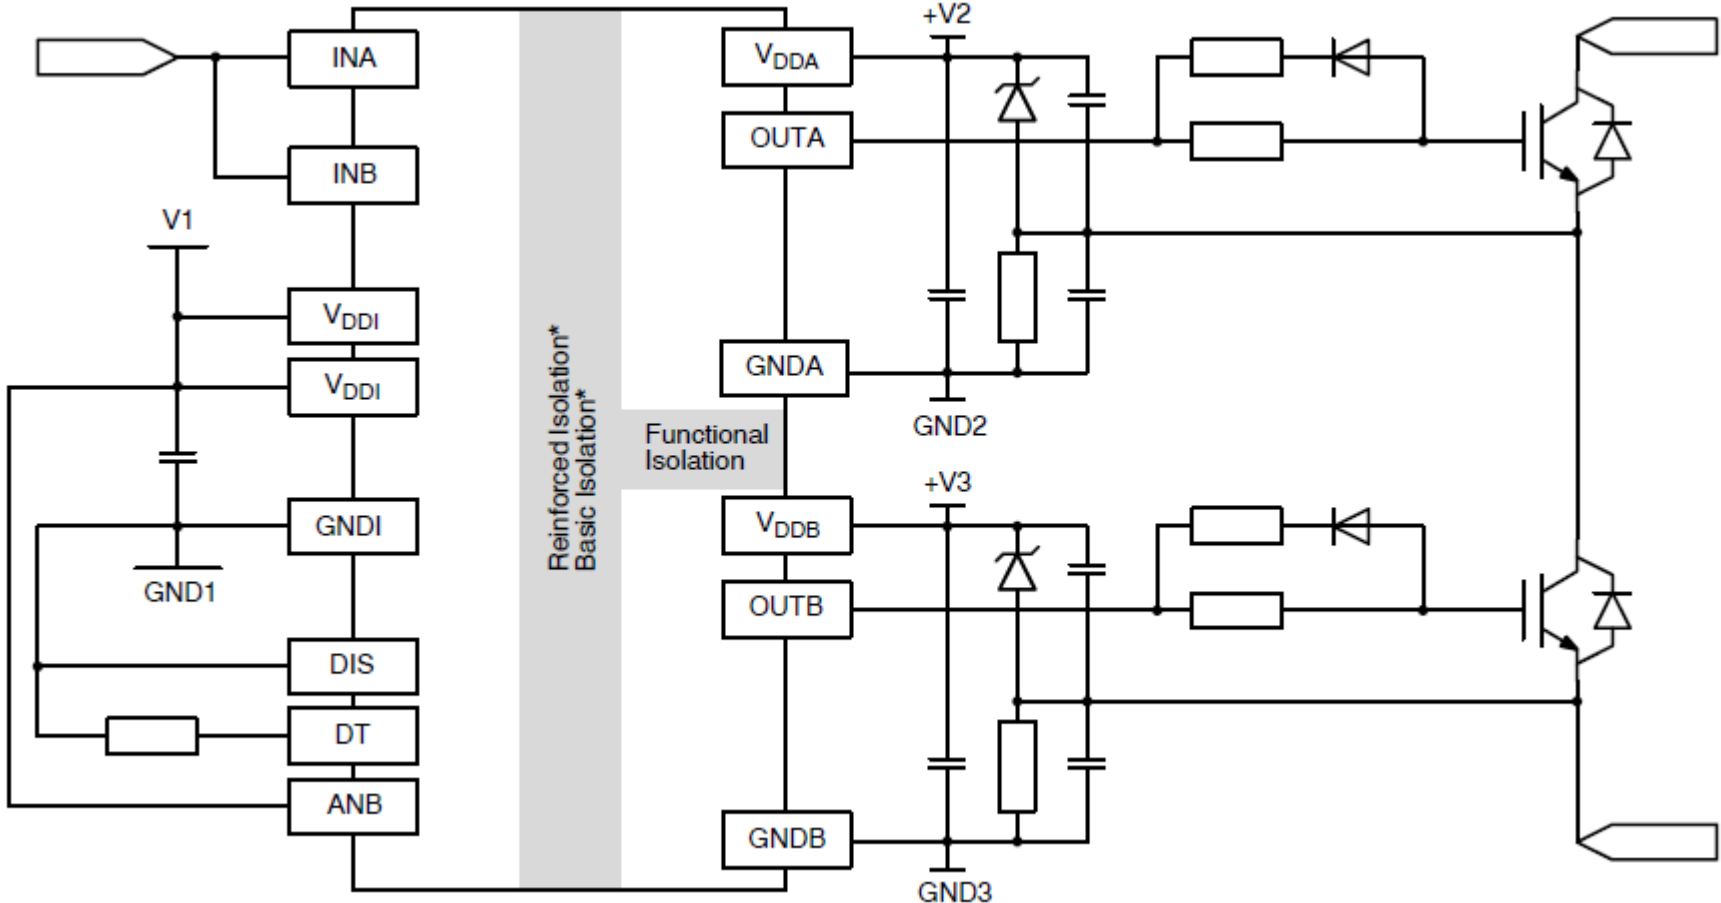 INA
INB
V1
VDDI
VDDI
GNDI
GND1
DIS
DT
ANB
Reinforced Isolation*
Basic Isolation*
Functional
Isolation
VDDA
OUTA
GNDA
VDDB
OUTB
GNDB
+V2
GND2
+V3
GND3